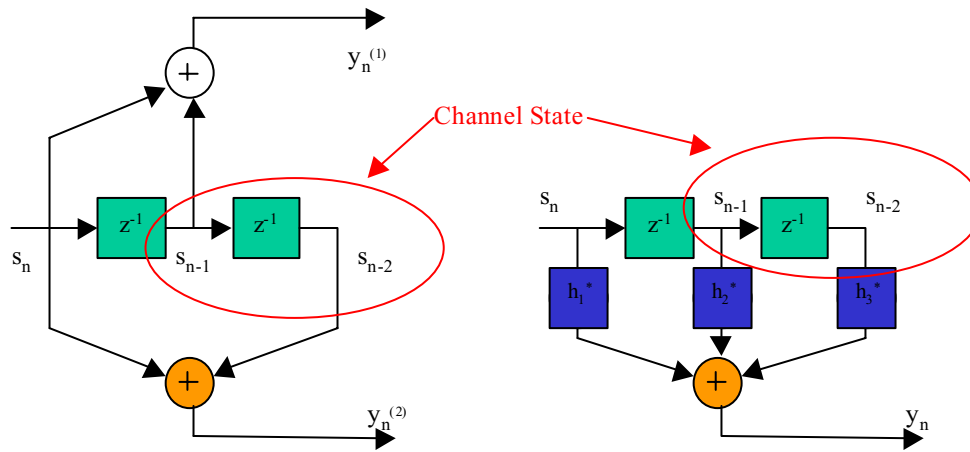 yₙ⁽¹⁾
+
Channel State
sₙ
z⁻¹
sₙ₋₁
z⁻¹
sₙ₋₂
+
yₙ⁽²⁾
sₙ
z⁻¹
sₙ₋₁
z⁻¹
sₙ₋₂
h₁*
h₂*
h₃*
+
yₙ